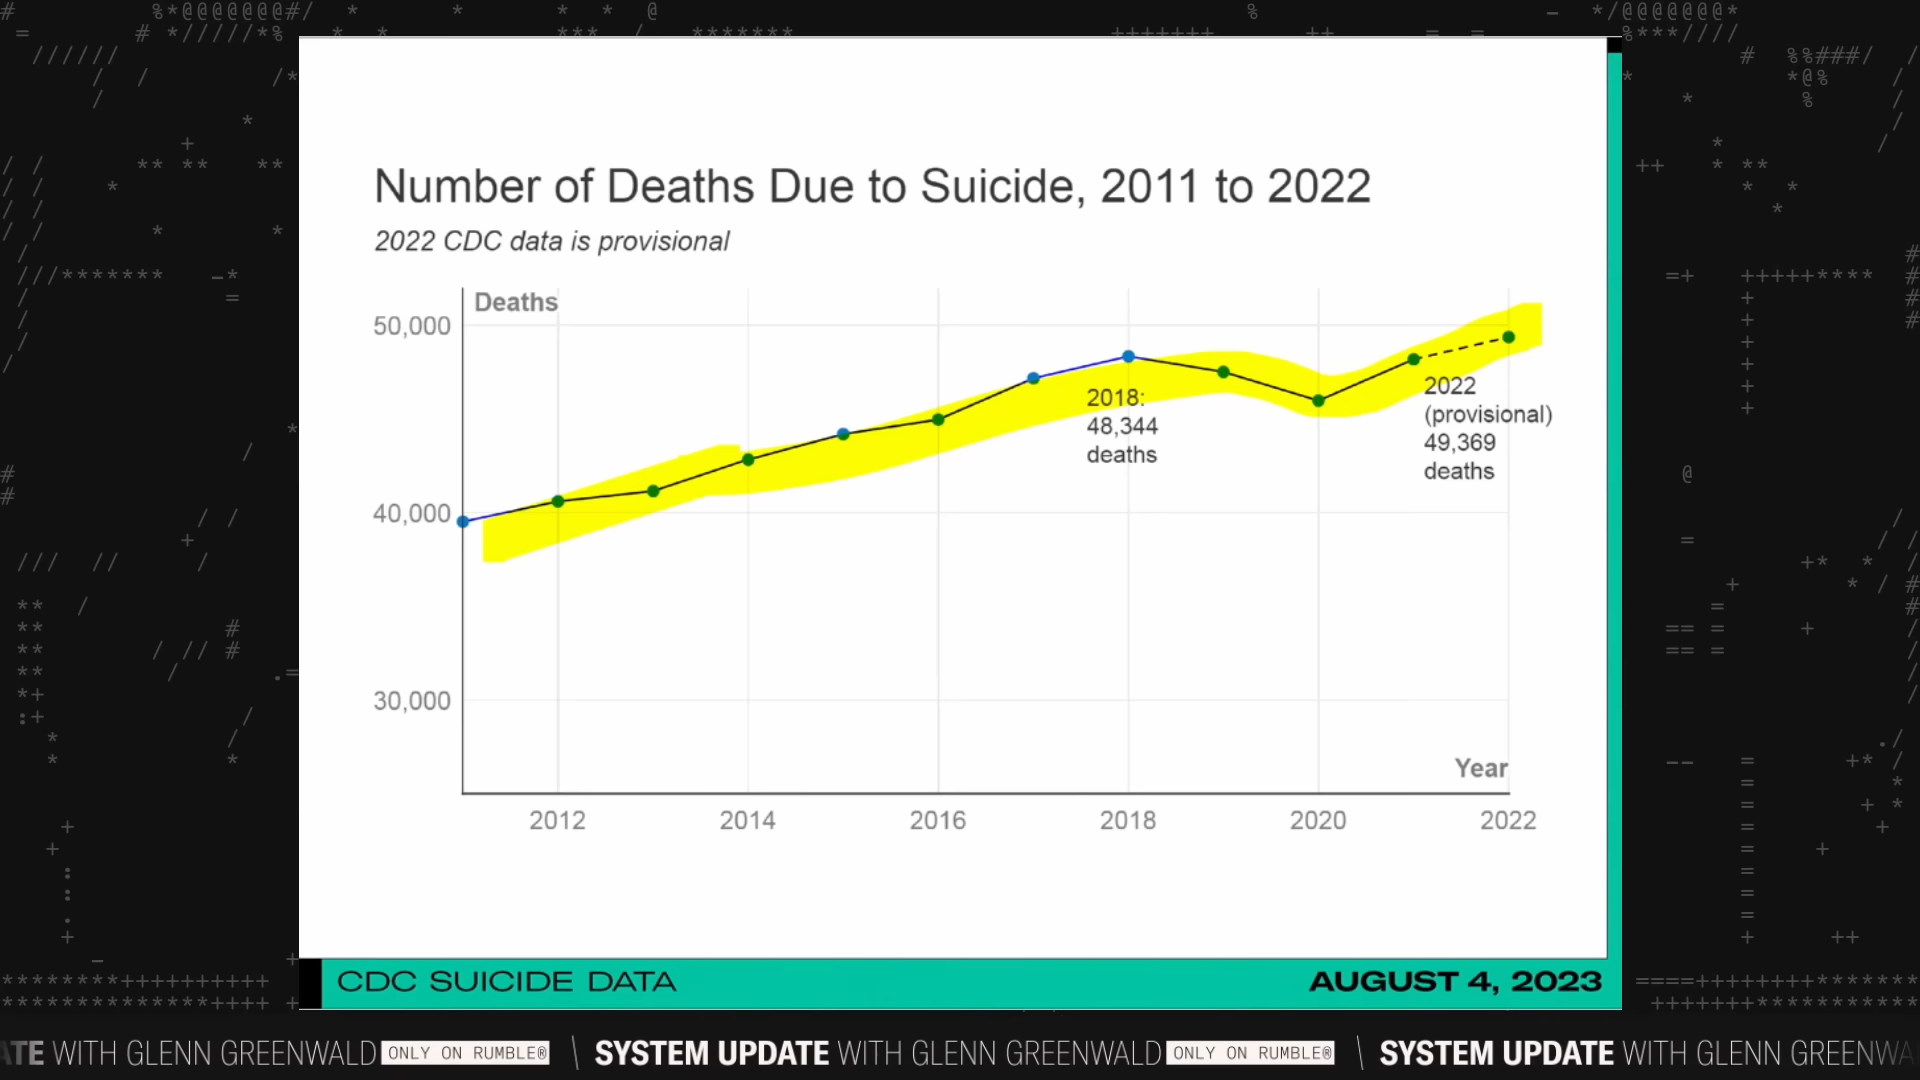 Number of Deaths Due to Suicide, 2011 to 2022
2022 CDC data is provisional
Deaths
50,000
40,000
30,000
2018:
48,344
deaths
2022
(provisional)
49,369
deaths
Year
2012 2014 2016 2018 2020 2022
CDC SUICIDE DATA AUGUST 4, 2023
ATE WITH GLENN GREENWALD ONLY ON RUMBLE® \ SYSTEM UPDATE WITH GLENN GREENWALD ONLY ON RUMBLE® \ SYSTEM UPDATE WITH GLENN GREENWA